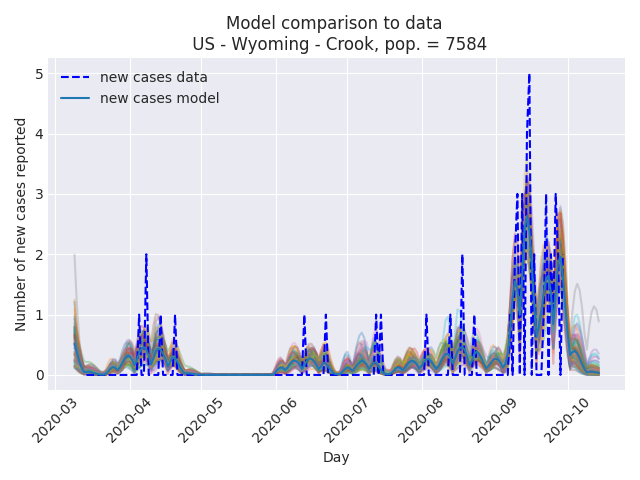 Model comparison to data
US - Wyoming - Crook, pop. = 7584
new cases data
new cases model
Number of new cases reported
5
4
3
2
1
0
2020-03
2020-04
2020-05
2020-06
2020-07
2020-08
2020-09
2020-10
Day